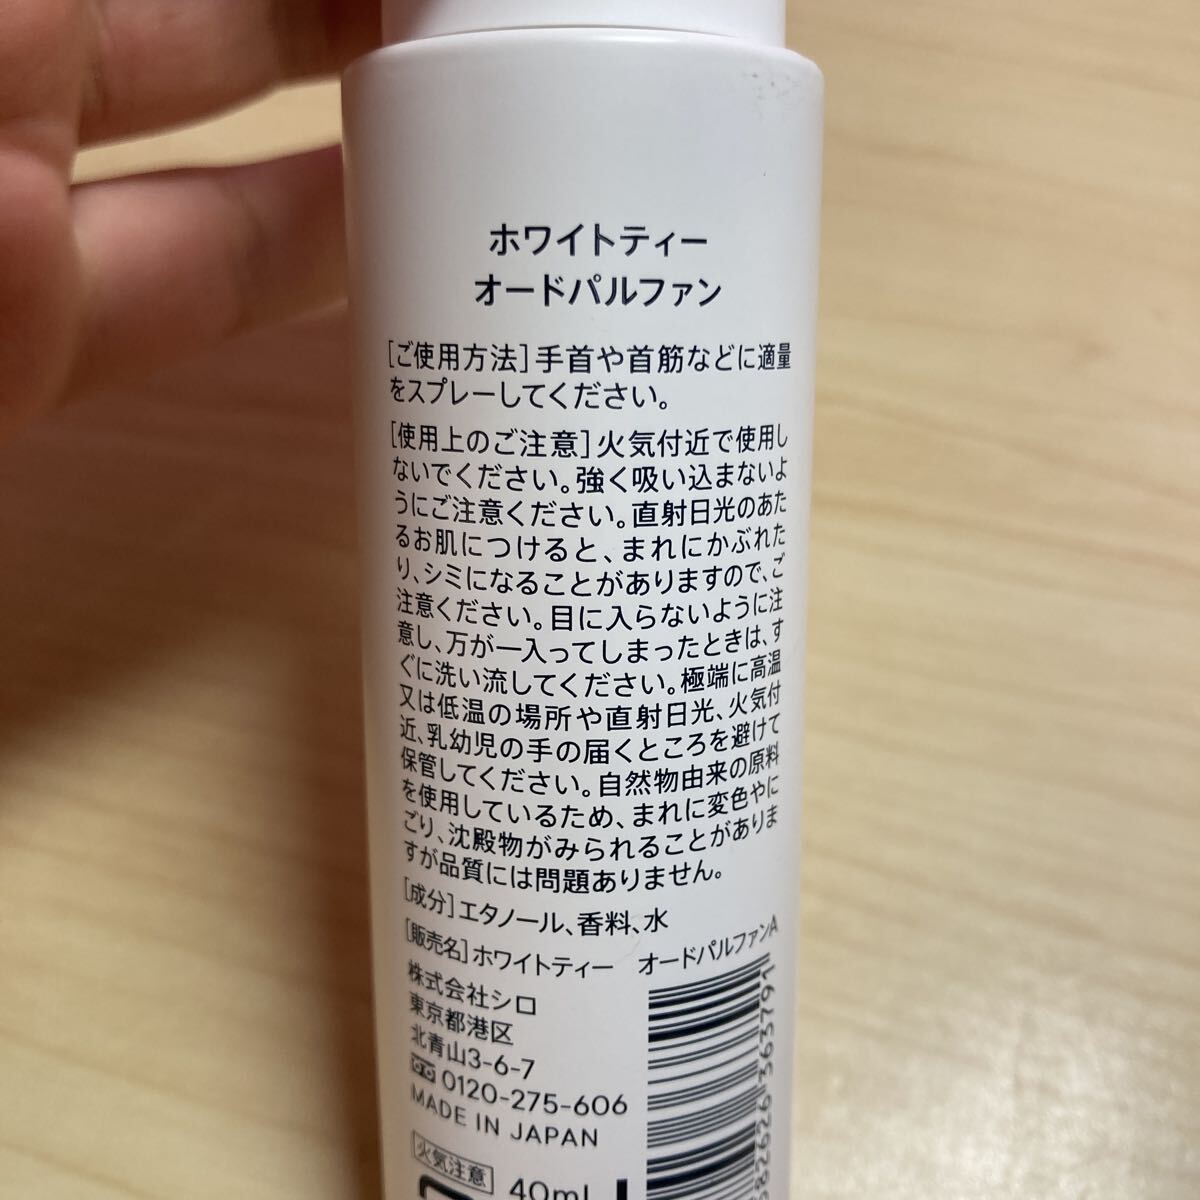 ホワイトティー
オードパルファン
[ご使用方法]手首や首筋などに適量
をスプレーしてください。
[使用上のご注意]火気付近で使用し
ないでください。強く吸い込まないよ
うにご注意ください。直射日光のあた
るお肌につけると、まれにかぶれた
り、シミになることがありますので、ご
注意ください。目に入らないように注
意し、万が一入ってしまったときは、す
ぐに洗い流してください。極端に高温
又は低温の場所や直射日光、火気付
近、乳幼児の手の届くところを避けて
保管してください。自然物由来の原料
を使用しているため、まれに変色やに
ごり、沈殿物がみられることがありま
すが品質には問題ありません。
[成分]エタノール、香料、水
[販売名]ホワイトティー オードパルファンA
株式会社シロ
東京都港区
北青山3-6-7
0120-275-606
MADE IN JAPAN
火気注意 40mL